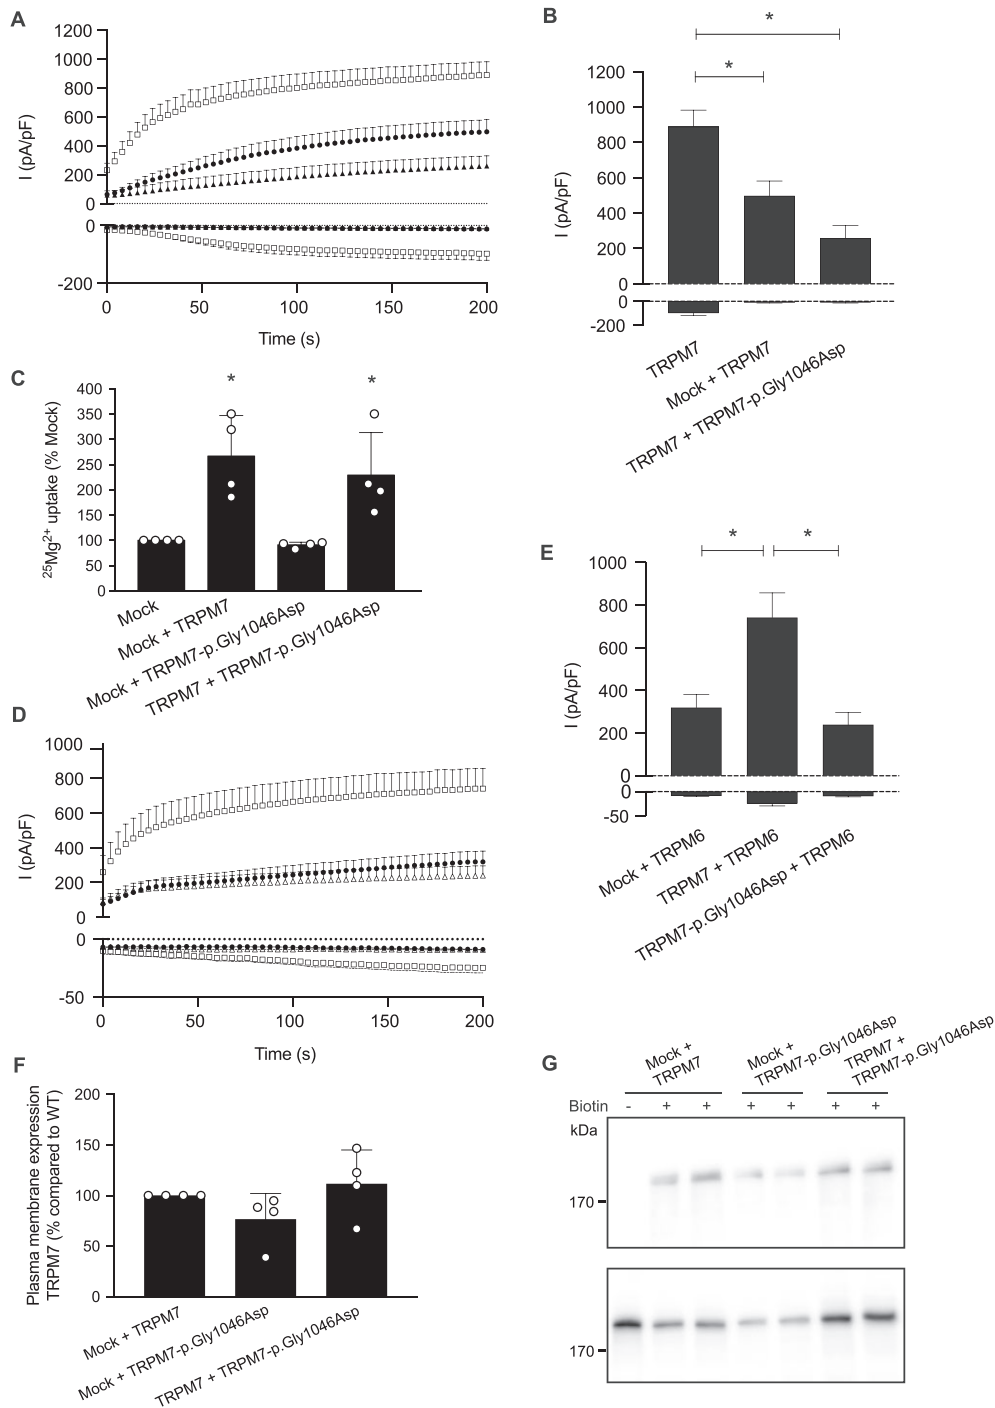 A
1200
1000
800
600
400
200
0
0
-200
I (pA/pF)
0
50
100
150
200
Time (s)
B
*
*
1200
1000
800
600
400
200
0
0
-200
I (pA/pF)
TRPM7
Mock + TRPM7
TRPM7 + TRPM7-p.Gly1046Asp
C
400
350
300
250
200
150
100
50
0
25Mg2+ uptake (% Mock)
*
*
Mock
Mock + TRPM7
Mock + TRPM7-p.Gly1046Asp
TRPM7 + TRPM7-p.Gly1046Asp
D
1000
800
600
400
200
0
0
-50
I (pA/pF)
0
50
100
150
200
Time (s)
E
*
*
1000
800
600
400
200
0
0
-50
I (pA/pF)
Mock + TRPM6
TRPM7 + TRPM6
TRPM7-p.Gly1046Asp + TRPM6
F
200
150
100
50
0
Plasma membrane expression
TRPM7 (% compared to WT)
Mock + TRPM7
Mock + TRPM7-p.Gly1046Asp
TRPM7 + TRPM7-p.Gly1046Asp
G
Mock +
TRPM7
Mock +
TRPM7-p.Gly1046Asp
TRPM7 +
TRPM7-p.Gly1046Asp
Biotin - + + + + + +
kDa
170
170